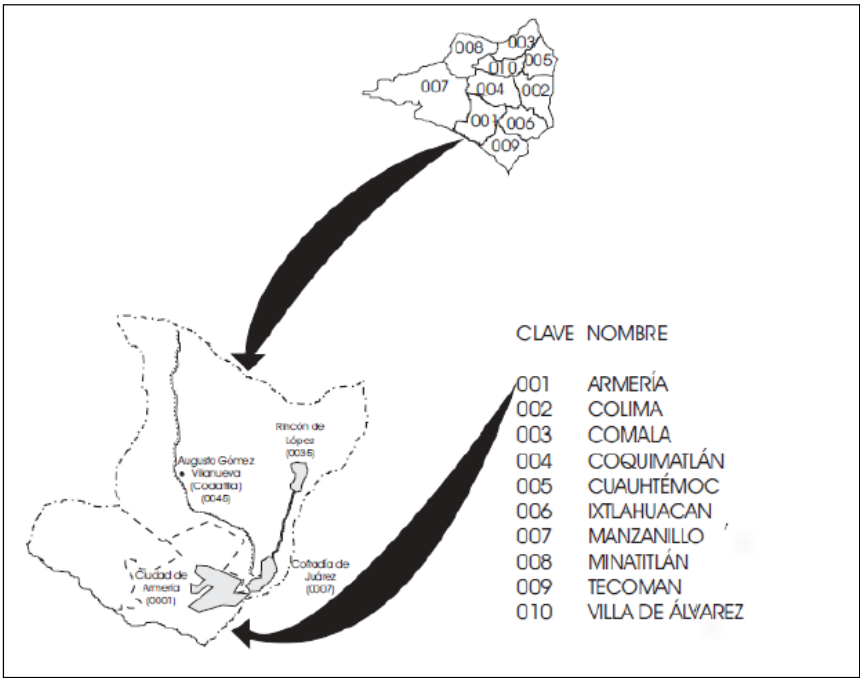 008
003
010
005
007
004
002
001
006
009
CLAVE NOMBRE
001 ARMERÍA
002 COLIMA
003 COMALA
004 COQUIMATLÁN
005 CUAUHTÉMOC
006 IXTLAHUACAN
007 MANZANILLO
008 MINATITLÁN
009 TECOMAN
010 VILLA DE ÁLVAREZ
Rincón de
López
(0035)
Augusto Gómez
Villanueva
(Coalatilla)
(0045)
Cofradía de
Juárez
(0007)
Ciudad de
Armería
(0001)